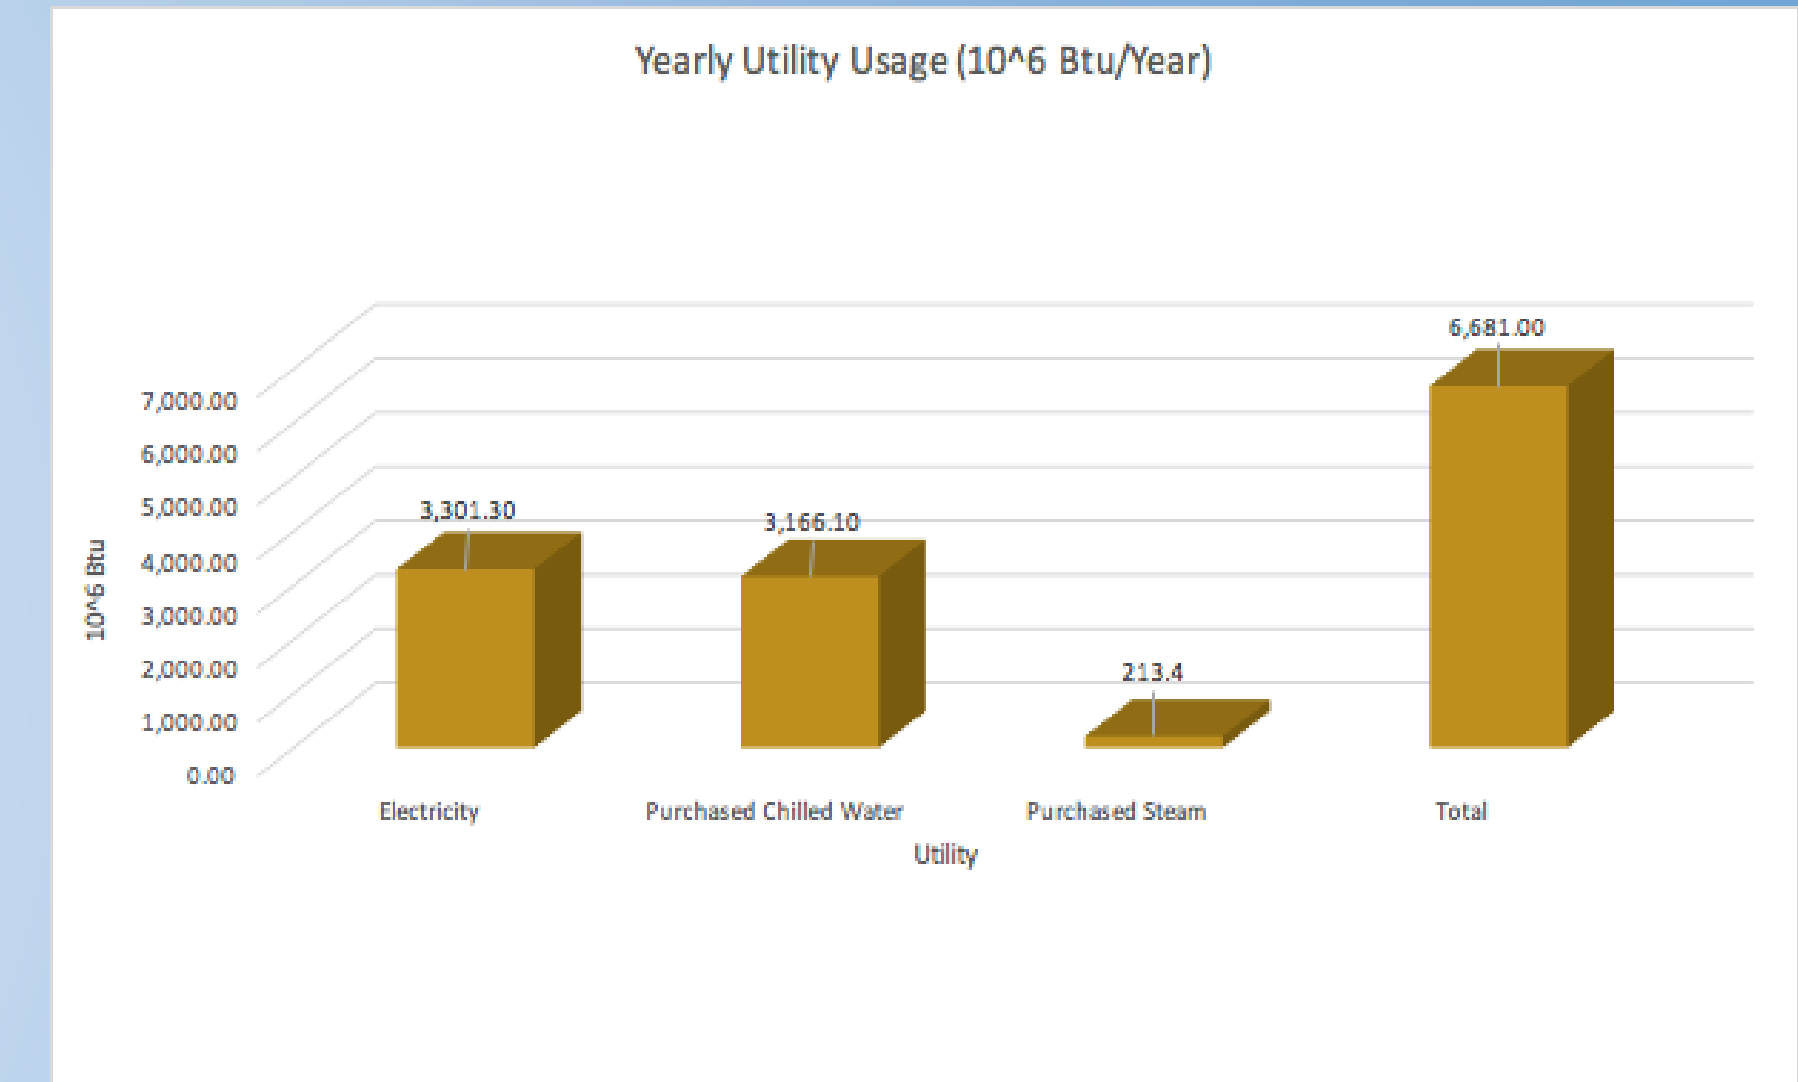 Yearly Utility Usage (10^6 Btu/Year)
10^6 Btu
7,000.00
6,000.00
5,000.00
4,000.00
3,000.00
2,000.00
1,000.00
0.00
3,301.30
3,166.10
213.4
6,681.00
Electricity
Purchased Chilled Water
Purchased Steam
Total
Utility